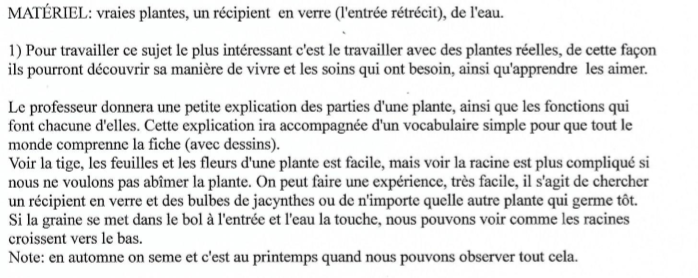 MATÉRIEL: vraies plantes, un récipient en verre (l'entrée rétrécit), de l'eau.
1) Pour travailler ce sujet le plus intéressant c'est le travailler avec des plantes réelles, de cette façon
ils pourront découvrir sa manière de vivre et les soins qui ont besoin, ainsi qu'apprendre les aimer.
Le professeur donnera une petite explication des parties d'une plante, ainsi que les fonctions qui
font chacune d'elles. Cette explication ira accompagnée d'un vocabulaire simple pour que tout le
monde comprenne la fiche (avec dessins).
Voir la tige, les feuilles et les fleurs d'une plante est facile, mais voir la racine est plus compliqué si
nous ne voulons pas abîmer la plante. On peut faire une expérience, très facile, il s'agit de chercher
un récipient en verre et des bulbes de jacynthes ou de n'importe quelle autre plante qui germe tôt.
Si la graine se met dans le bol à l'entrée et l'eau la touche, nous pouvons voir comme les racines
croissent vers le bas.
Note: en automne on seme et c'est au printemps quand nous pouvons observer tout cela.